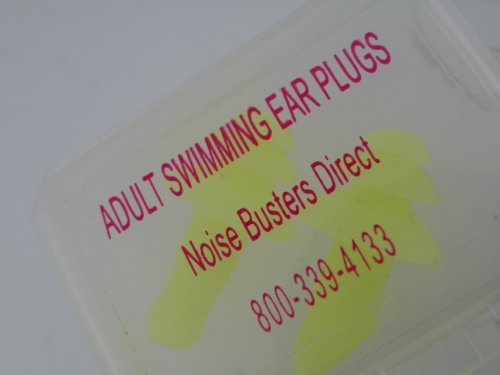 ADULT SWIMMING EAR PLUGS
Noise Busters Direct
800-339-4133